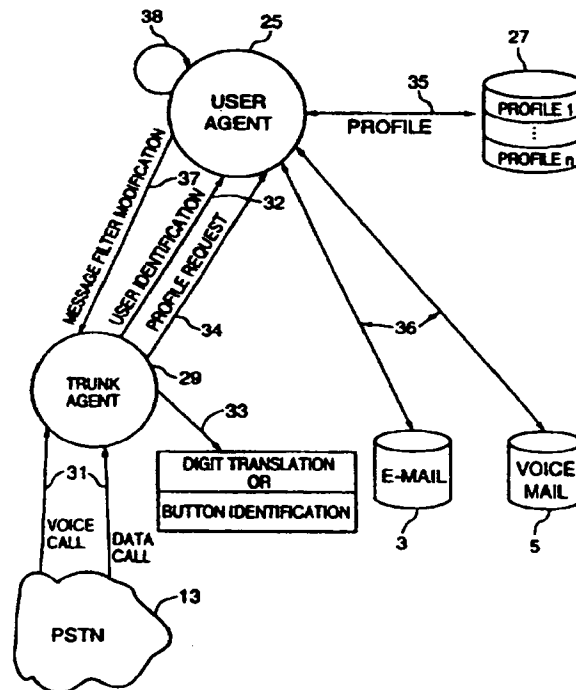 38
25
27
USER
AGENT
35
PROFILE
PROFILE 1
⋮
PROFILE n
MESSAGE FILTER MODIFICATION
37
USER IDENTIFICATION
32
PROFILE REQUEST
34
36
TRUNK
AGENT
29
33
DIGIT TRANSLATION
OR
BUTTON IDENTIFICATION
E-MAIL
3
VOICE
MAIL
5
31
VOICE
CALL
DATA
CALL
13
PSTN